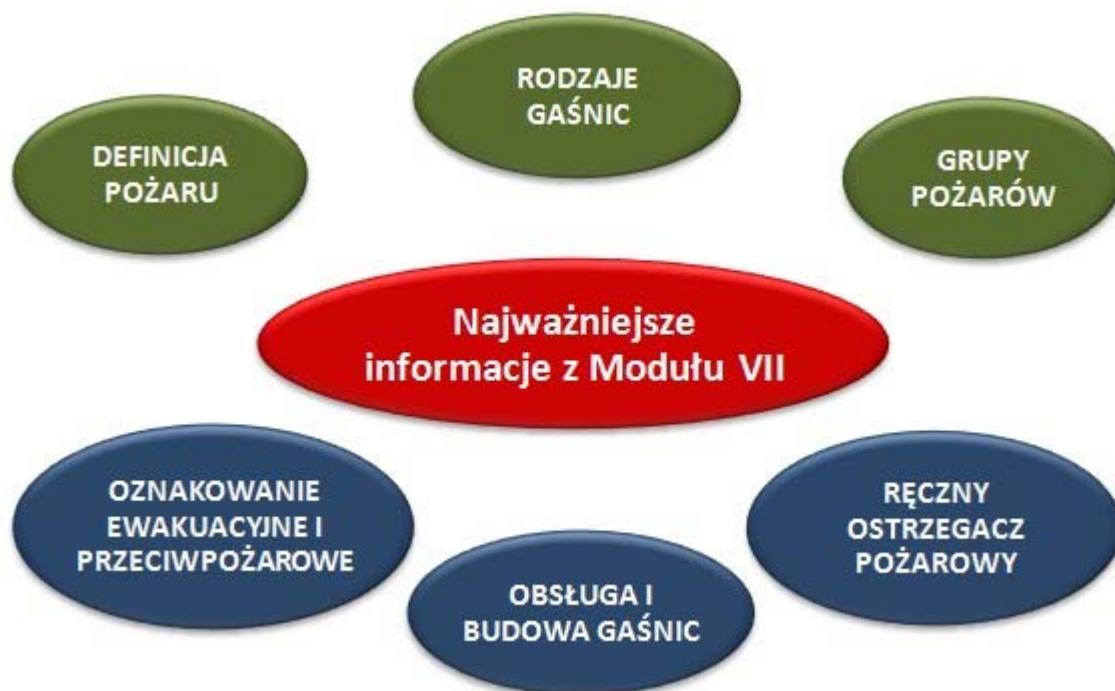 RODZAJE
GAŚNIC
DEFINICJA
POŻARU
GRUPY
POŻARÓW
Najważniejsze
informacje z Modułu VII
OZNAKOWANIE
EWAKUACYJNE I
PRZECIWPOŻAROWE
RĘCZNY
OSTRZEGACZ
POŻAROWY
OBSŁUGA I
BUDOWA GAŚNIC